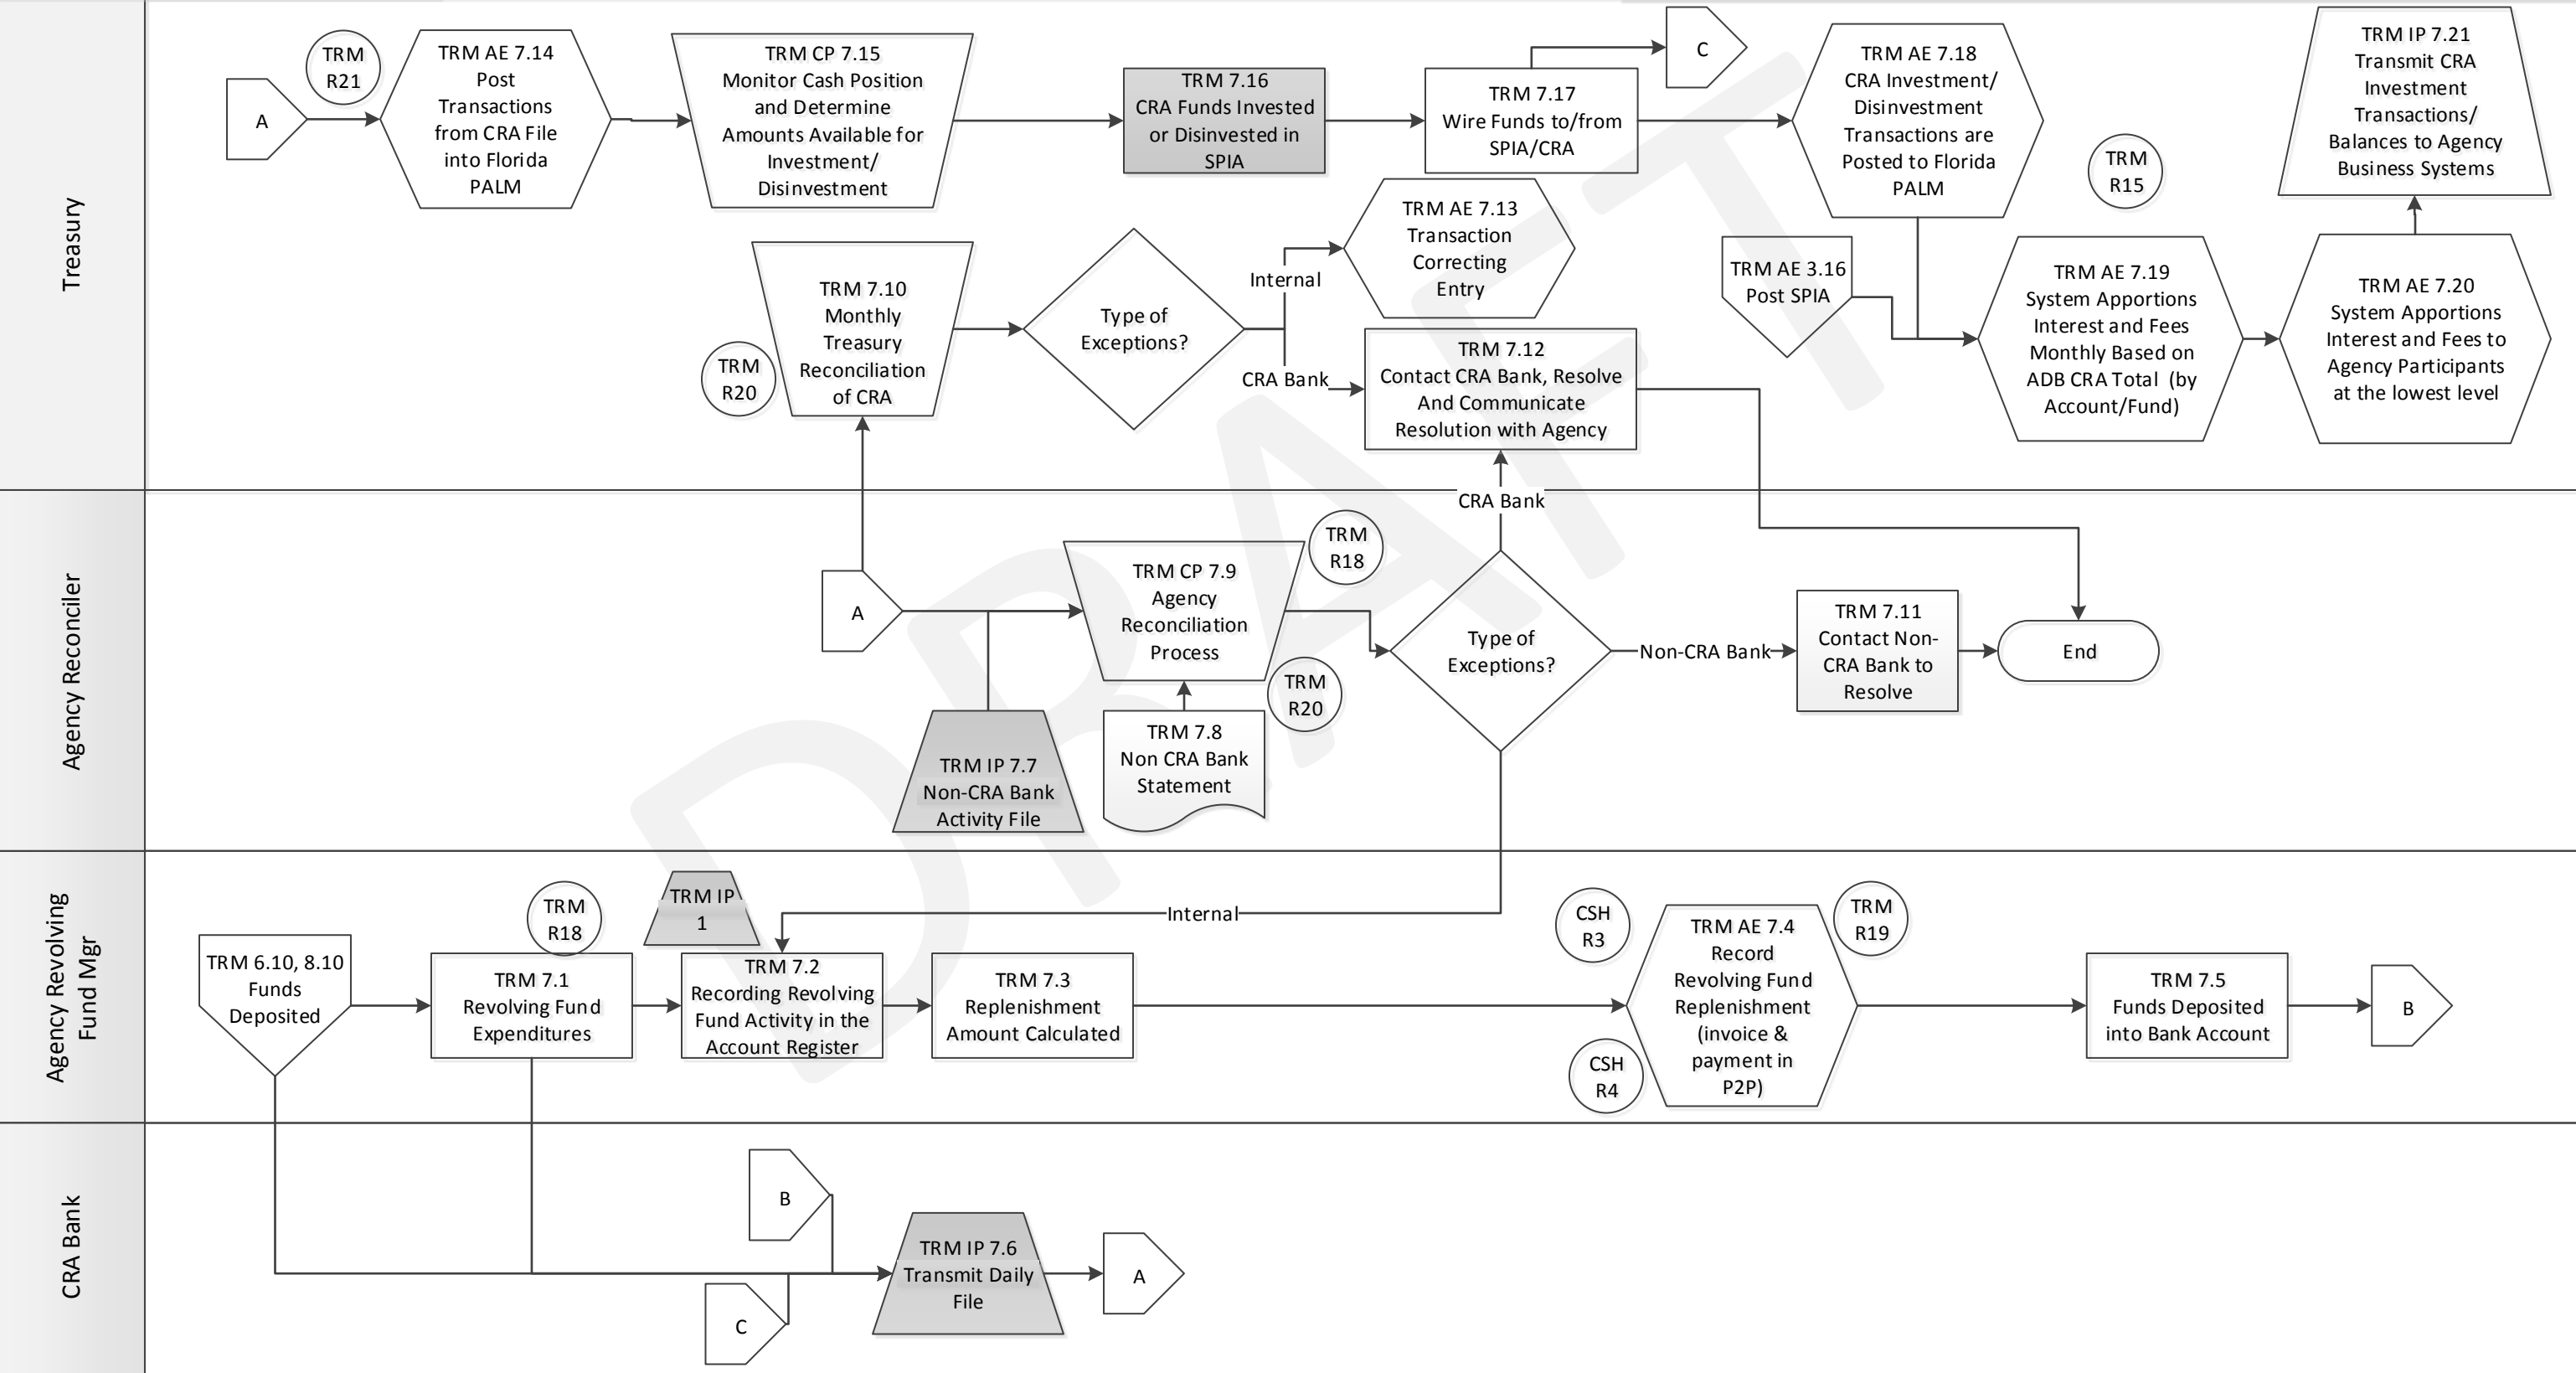 Treasury
A
TRM
R21
TRM AE 7.14
Post
Transactions
from CRA File
into Florida
PALM
TRM CP 7.15
Monitor Cash Position
and Determine
Amounts Available for
Investment/
Disinvestment
TRM 7.16
CRA Funds Invested
or Disinvested in
SPIA
TRM 7.17
Wire Funds to/from
SPIA/CRA
C
TRM AE 7.18
CRA Investment/
Disinvestment
Transactions are
Posted to Florida
PALM
TRM
R15
TRM IP 7.21
Transmit CRA
Investment
Transactions/
Balances to Agency
Business Systems
TRM
R20
TRM 7.10
Monthly
Treasury
Reconciliation
of CRA
Type of
Exceptions?
Internal
CRA Bank
TRM AE 7.13
Transaction
Correcting
Entry
TRM 7.12
Contact CRA Bank, Resolve
And Communicate
Resolution with Agency
TRM AE 3.16
Post SPIA
TRM AE 7.19
System Apportions
Interest and Fees
Monthly Based on
ADB CRA Total (by
Account/Fund)
TRM AE 7.20
System Apportions
Interest and Fees to
Agency Participants
at the lowest level
Agency Reconciler
A
TRM CP 7.9
Agency
Reconciliation
Process
TRM
R18
TRM
R20
TRM IP 7.7
Non-CRA Bank
Activity File
TRM 7.8
Non CRA Bank
Statement
CRA Bank
Type of
Exceptions?
Non-CRA Bank
TRM 7.11
Contact Non-
CRA Bank to
Resolve
End
Agency Revolving
Fund Mgr
TRM 6.10, 8.10
Funds
Deposited
TRM
R18
TRM 7.1
Revolving Fund
Expenditures
TRM IP
1
Internal
TRM 7.2
Recording Revolving
Fund Activity in the
Account Register
TRM 7.3
Replenishment
Amount Calculated
CSH
R3
CSH
R4
TRM AE 7.4
Record
Revolving Fund
Replenishment
(invoice &
payment in
P2P)
TRM
R19
TRM 7.5
Funds Deposited
into Bank Account
B
CRA Bank
B
C
TRM IP 7.6
Transmit Daily
File
A
DRAFT